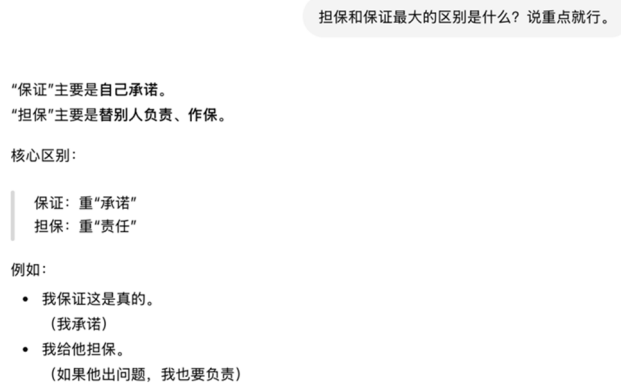 担保和保证最大的区别是什么？说重点就行。
“保证”主要是自己承诺。
“担保”主要是替别人负责、作保。
核心区别：
保证：重“承诺”
担保：重“责任”
例如：
• 我保证这是真的。
（我承诺）
• 我给他担保。
（如果他出问题，我也要负责）